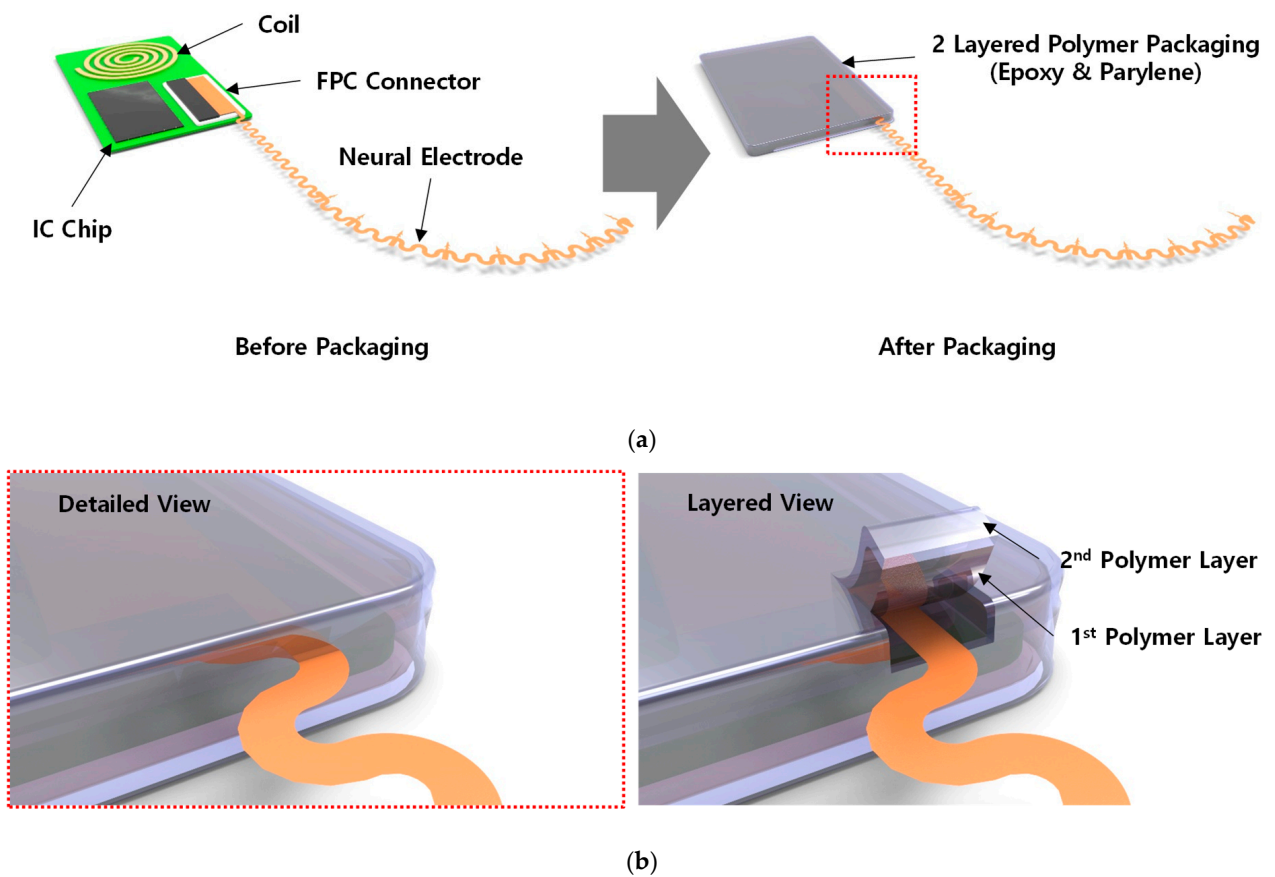 Coil
FPC Connector
Neural Electrode
IC Chip
2 Layered Polymer Packaging
(Epoxy & Parylene)
Before Packaging
After Packaging
(a)
Detailed View
Layered View
2nd Polymer Layer
1st Polymer Layer
(b)